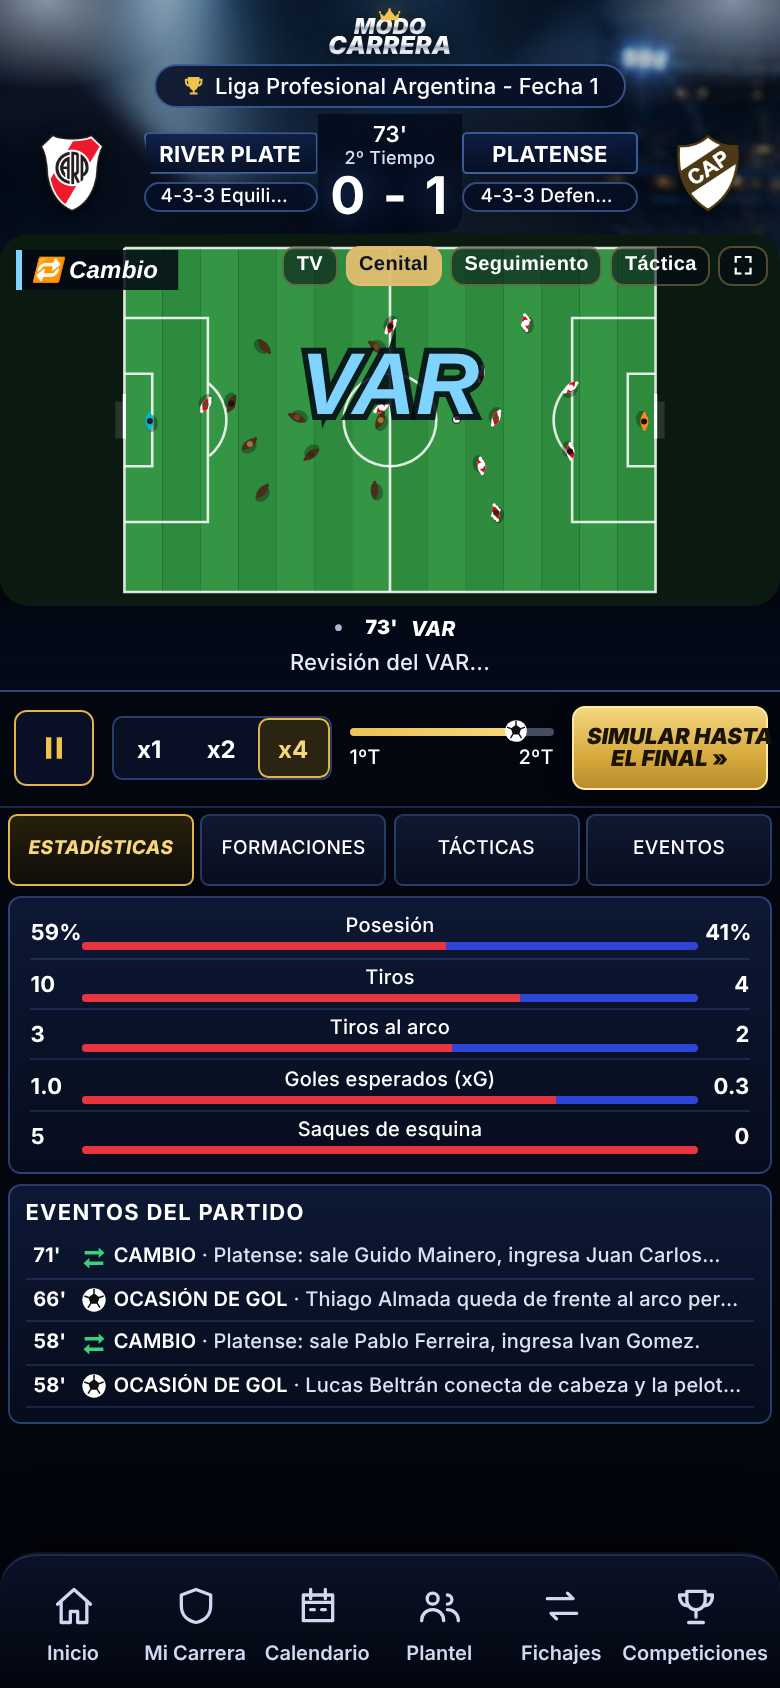 MODO
CARRERA
Liga Profesional Argentina - Fecha 1
CARP
RIVER PLATE
4-3-3 Equili...
73'
2º Tiempo
0 - 1
PLATENSE
4-3-3 Defen...
CAP
Cambio
TV
Cenital
Seguimiento
Táctica
VAR
• 73' VAR
Revisión del VAR...
x1
x2
x4
1ºT
2ºT
SIMULAR HASTA
EL FINAL »
ESTADÍSTICAS
FORMACIONES
TÁCTICAS
EVENTOS
59% Posesión 41%
10 Tiros 4
3 Tiros al arco 2
1.0 Goles esperados (xG) 0.3
5 Saques de esquina 0
EVENTOS DEL PARTIDO
71' CAMBIO · Platense: sale Guido Mainero, ingresa Juan Carlos...
66' OCASIÓN DE GOL · Thiago Almada queda de frente al arco per...
58' CAMBIO · Platense: sale Pablo Ferreira, ingresa Ivan Gomez.
58' OCASIÓN DE GOL · Lucas Beltrán conecta de cabeza y la pelot...
Inicio
Mi Carrera
Calendario
Plantel
Fichajes
Competiciones